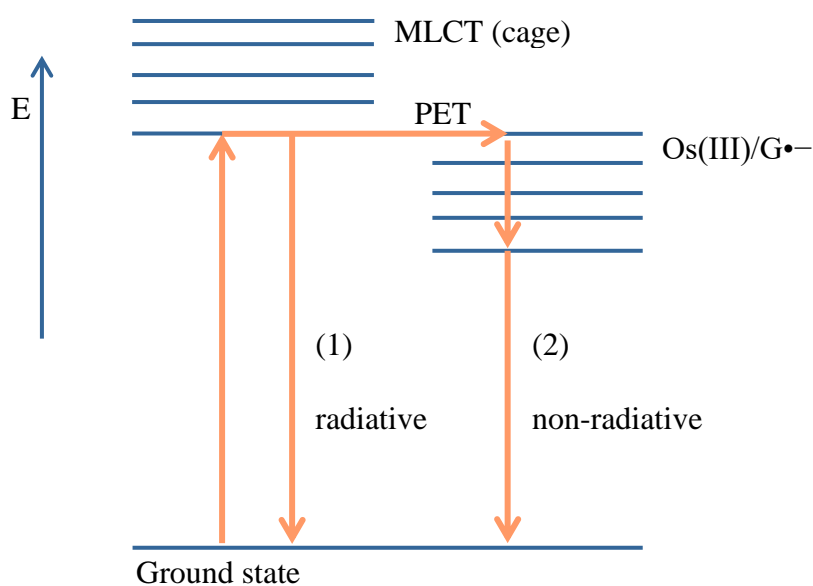 MLCT (cage)
E
PET
Os(III)/G•−
(1)
(2)
radiative
non-radiative
Ground state